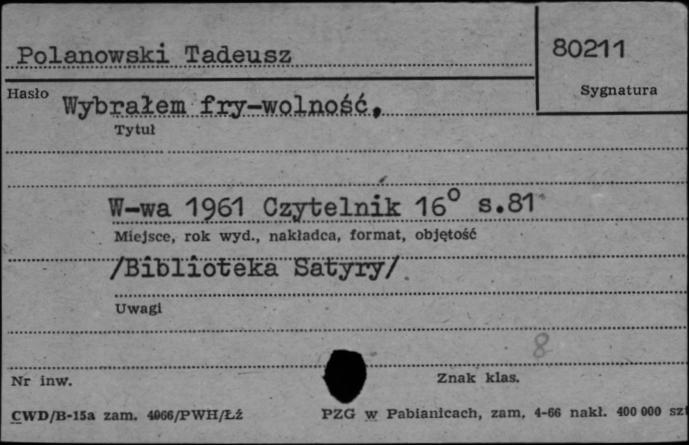 Polanowski Tadeusz
80211
Hasło
Sygnatura
Wybrałem fry-wolność.
Tytuł
W-wa 1961 Czytelnik 16° s.81
Miejsce, rok wyd., nakładca, format, objętość
/Biblioteka Satyry/
Uwagi
8
Nr inw.
Znak klas.
CWD/B-15a zam. 4066/PWH/Łź
PZG w Pabianicach, zam. 4-66 nakł. 400 000 szt